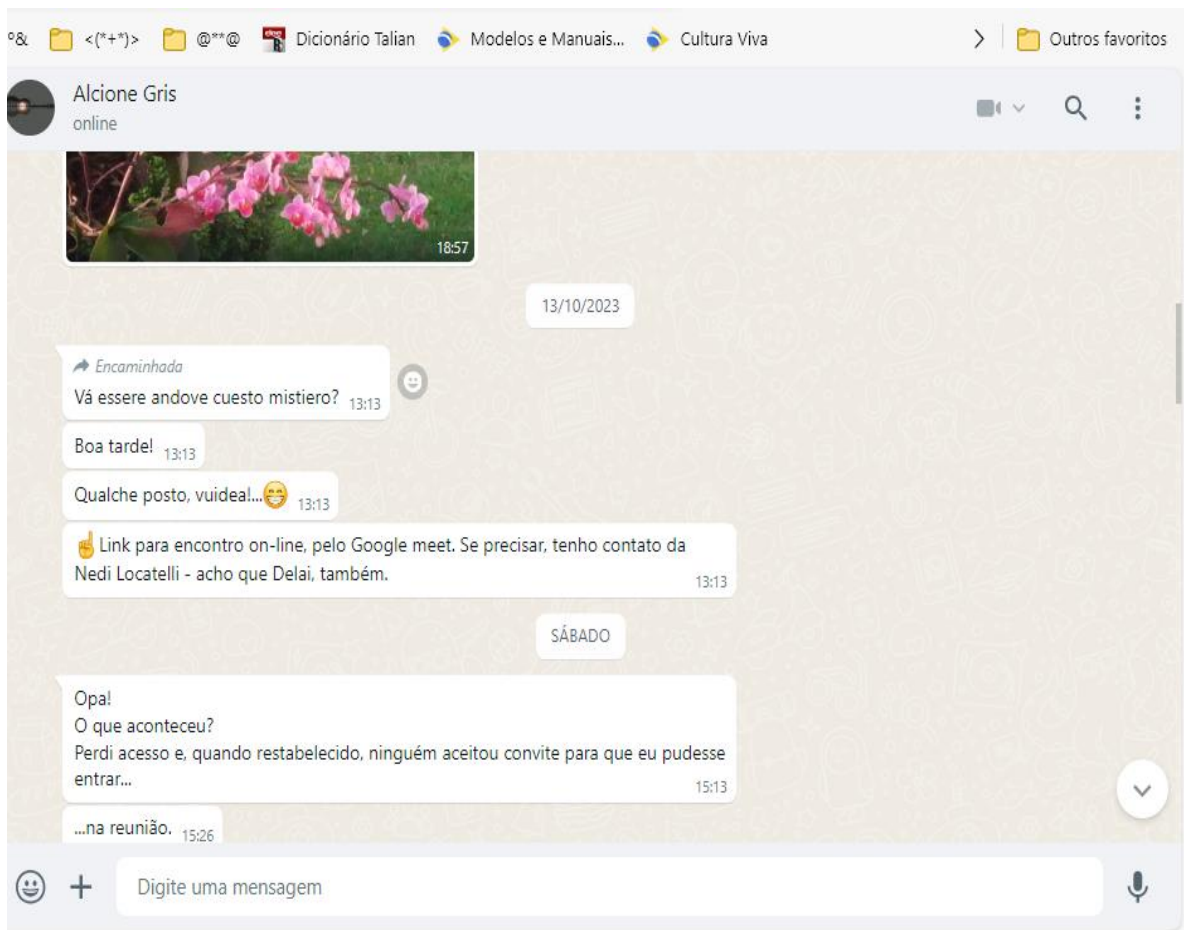 º& <(*+*)> @**@ Dicionário Talian Modelos e Manuais... Cultura Viva Outros favoritos
Alcione Gris
online
18:57
13/10/2023
Encaminhada
Vá essere andove cuesto mistiero? 13:13
Boa tarde! 13:13
Qualche posto, vuidea!...😁 13:13
☝Link para encontro on-line, pelo Google meet. Se precisar, tenho contato da
Nedi Locatelli - acho que Delai, também. 13:13
SÁBADO
Opa!
O que aconteceu?
Perdi acesso e, quando restabelecido, ninguém aceitou convite para que eu pudesse
entrar... 15:13
...na reunião. 15:26
Digite uma mensagem